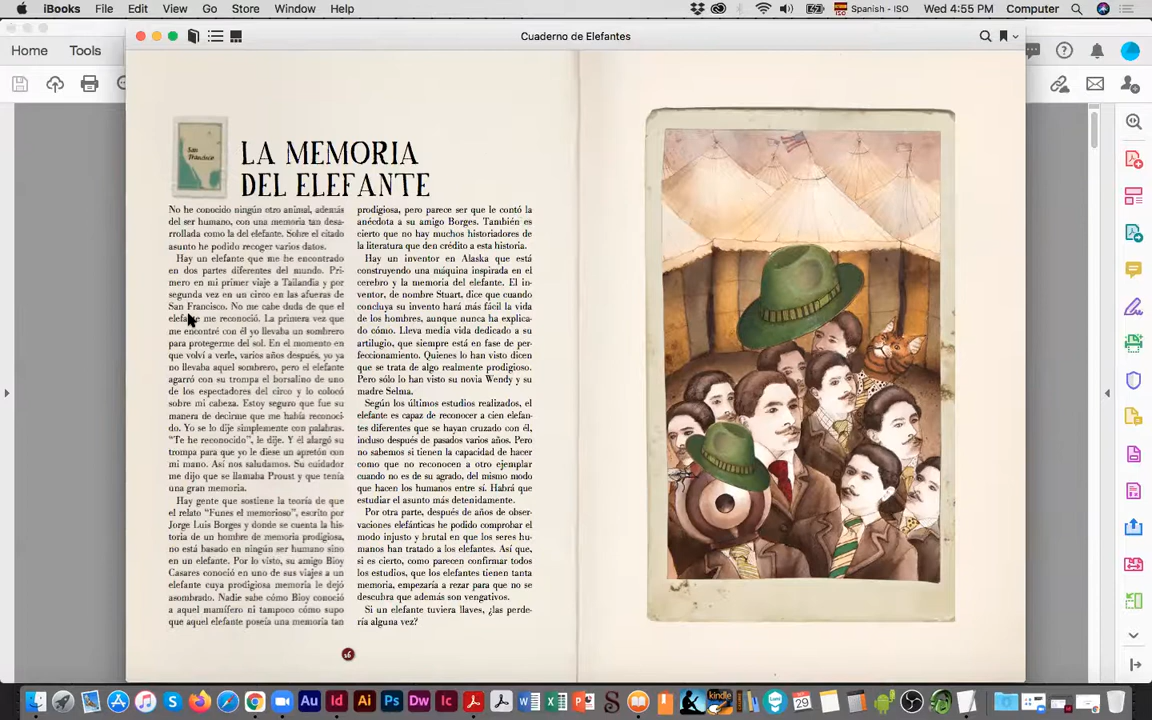 iBooks File Edit View Go Store Window Help
Spanish - ISO Wed 4:55 PM Computer
Cuaderno de Elefantes
Home Tools
San
Francisco
LA MEMORIA
DEL ELEFANTE
No he conocido ningún otro animal, además
del ser humano, con una memoria tan desa-
rrollada como la del elefante. Sobre el citado
asunto he podido recoger varios datos.
Hay un elefante que me he encontrado
en dos partes diferentes del mundo. Pri-
mero en mi primer viaje a Tailandia y por
segunda vez en un circo en las afueras de
San Francisco. No me cabe duda de que el
elefante me reconoció. La primera vez que
me encontré con él yo llevaba un sombrero
para protegerme del sol. En el momento en
que volví a verle, varios años después, yo ya
no llevaba aquel sombrero, pero el elefante
agarró con su trompa el borsalino de uno
de los espectadores del circo y lo colocó
sobre mi cabeza. Estoy seguro que fue su
manera de decirme que me había reconoci-
do. Yo se lo dije simplemente con palabras.
"Te he reconocido", le dije. Y él alargó su
trompa para que yo le diese un apretón con
mi mano. Así nos saludamos. Su cuidador
me dijo que se llamaba Proust y que tenía
una gran memoria.
Hay gente que sostiene la teoría de que
el relato "Funes el memorioso", escrito por
Jorge Luis Borges y donde se cuenta la his-
toria de un hombre de memoria prodigiosa,
no está basado en ningún ser humano sino
en un elefante. Por lo visto, su amigo Bioy
Casares conoció en uno de sus viajes a un
elefante cuya prodigiosa memoria le dejó
asombrado. Nadie sabe cómo Bioy conoció
a aquel mamífero ni tampoco cómo supo
que aquel elefante poseía una memoria tan
prodigiosa, pero parece ser que le contó la
anécdota a su amigo Borges. También es
cierto que no hay muchos historiadores de
la literatura que den crédito a esta historia.
Hay un inventor en Alaska que está
construyendo una máquina inspirada en el
cerebro y la memoria del elefante. El in-
ventor, de nombre Stuart, dice que cuando
concluya su invento hará más fácil la vida
de los hombres, aunque nunca ha explica-
do cómo. Lleva media vida dedicado a su
artilugio, que siempre está en fase de per-
feccionamiento. Quienes lo han visto dicen
que se trata de algo realmente prodigioso.
Pero sólo lo han visto su novia Wendy y su
madre Selma.
Según los últimos estudios realizados, el
elefante es capaz de reconocer a cien elefan-
tes diferentes que se hayan cruzado con él,
incluso después de pasados varios años. Pero
no sabemos si tienen la capacidad de hacer
como que no reconocen a otro ejemplar
cuando no es de su agrado, del mismo modo
que hacen los humanos entre sí. Habrá que
estudiar el asunto más detenidamente.
Por otra parte, después de años de obser-
vaciones elefánticas he podido comprobar el
modo injusto y brutal en que los seres hu-
manos han tratado a los elefantes. Así que,
si es cierto, como parecen confirmar todos
los estudios, que los elefantes tienen tanta
memoria, empezaría a rezar para que no se
descubra que además son vengativos.
Si un elefante tuviera llaves, ¿las perde-
ría alguna vez?
16
Au Id Ai Ps Dw Ic
kindle
29